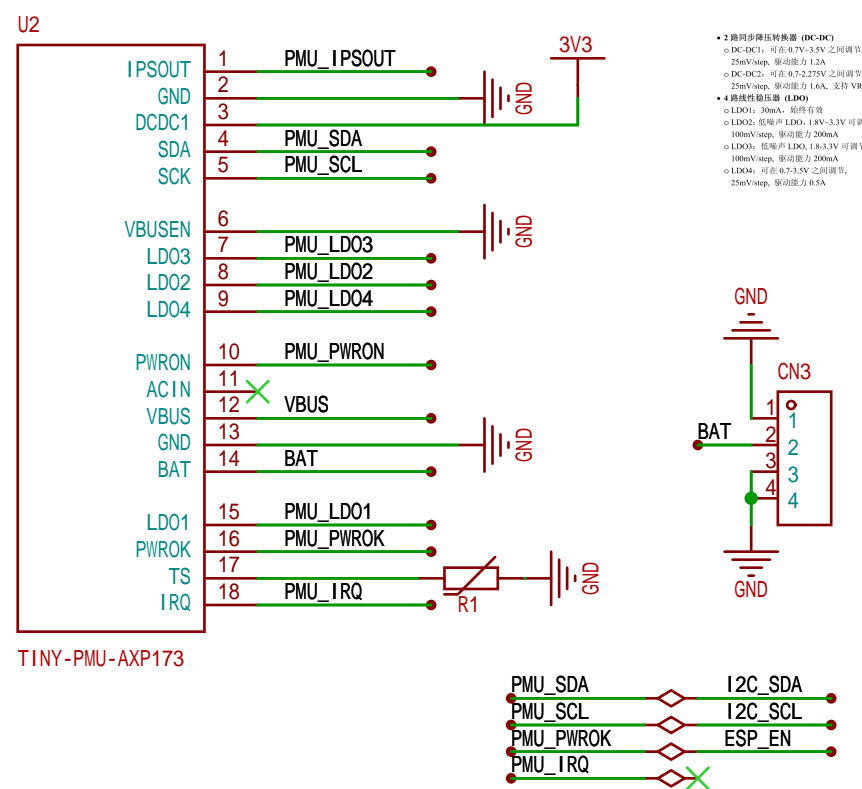 U2
IPSOUT 1 PMU_IPSOUT
GND 2 GND
DCDC1 3 3V3
SDA 4 PMU_SDA
SCK 5 PMU_SCL
VBUSEN 6 GND
LDO3 7 PMU_LDO3
LDO2 8 PMU_LDO2
LDO4 9 PMU_LDO4
PWRON 10 PMU_PWRON
ACIN 11
VBUS 12 VBUS
GND 13 GND
BAT 14 BAT
LDO1 15 PMU_LDO1
PWROK 16 PMU_PWROK
TS 17 R1 GND
IRQ 18 PMU_IRQ
TINY-PMU-AXP173
• 2 路同步降压转换器 (DC-DC)
o DC-DC1: 可在 0.7V~3.5V 之间调节
25mV/step, 驱动能力 1.2A
o DC-DC2: 可在 0.7-2.275V 之间调节
25mV/step, 驱动能力 1.6A, 支持 VR
• 4 路线性稳压器 (LDO)
o LDO1: 30mA, 始终有效
o LDO2: 低噪声 LDO, 1.8V~3.3V 可调
100mV/step, 驱动能力 200mA
o LDO3: 低噪声 LDO, 1.8-3.3V 可调节
100mV/step, 驱动能力 200mA
o LDO4: 可在 0.7-3.5V 之间调节,
25mV/step, 驱动能力 0.5A
GND
CN3
1 1
BAT 2 2
3 3
4 4
GND
PMU_SDA I2C_SDA
PMU_SCL I2C_SCL
PMU_PWROK ESP_EN
PMU_IRQ